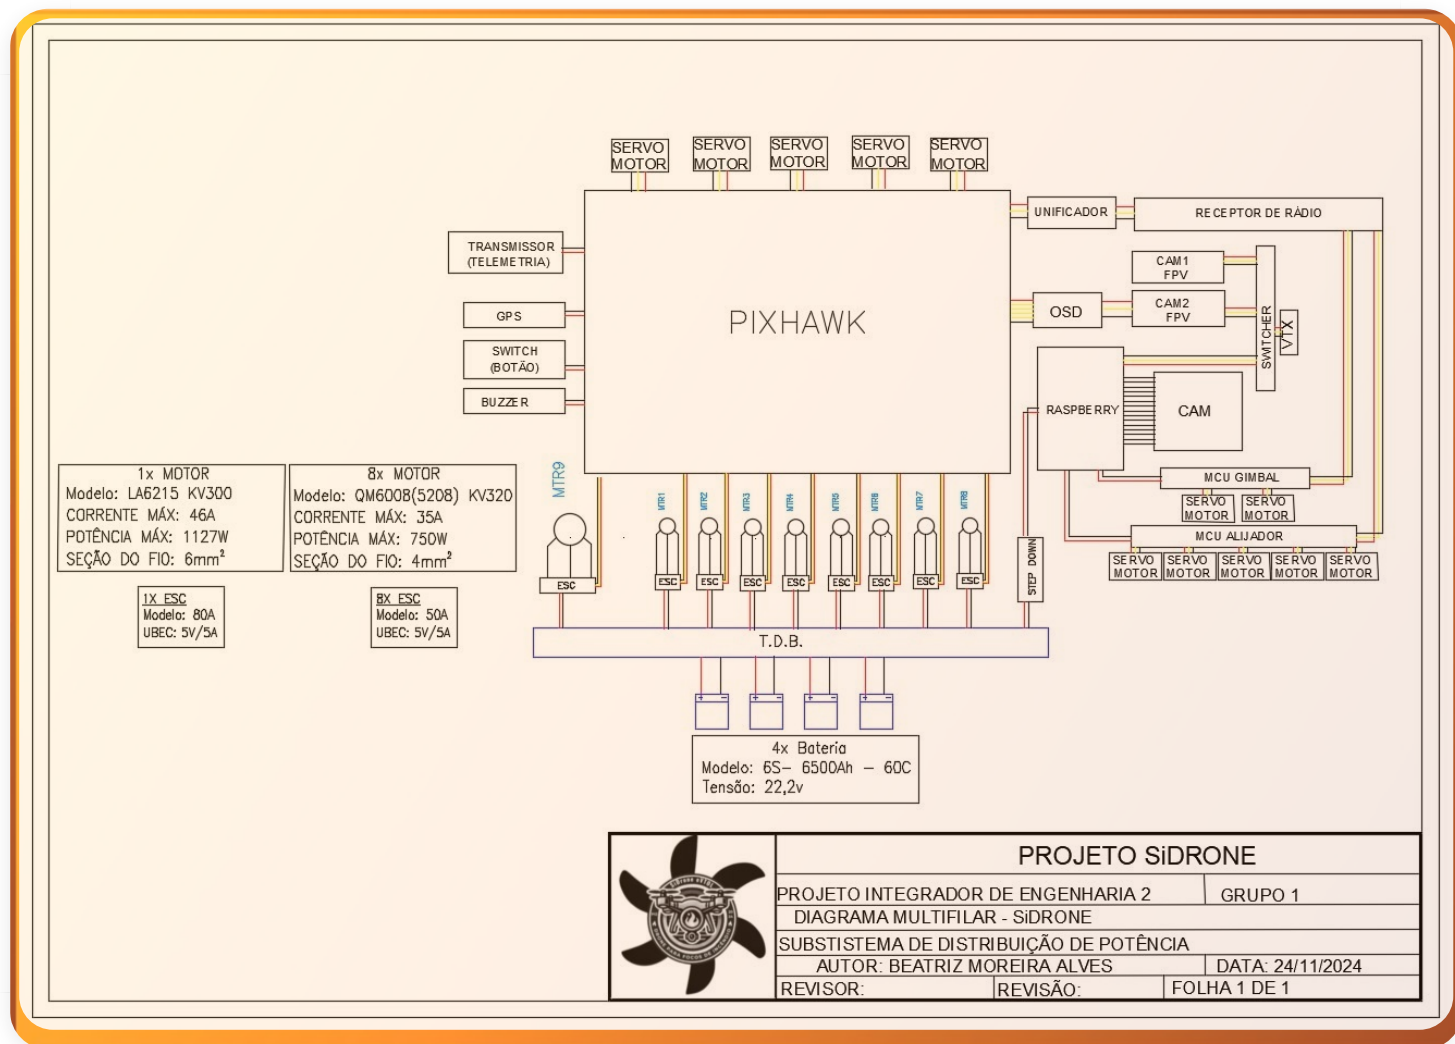 SERVO
MOTOR
SERVO
MOTOR
SERVO
MOTOR
SERVO
MOTOR
SERVO
MOTOR
UNIFICADOR
RECEPTOR DE RÁDIO
TRANSMISSOR
(TELEMETRIA)
CAM1
FPV
GPS
PIXHAWK
OSD
CAM2
FPV
SWITCHER
VTX
SWITCH
(BOTÃO)
BUZZER
RASPBERRY
CAM
1x MOTOR
Modelo: LA6215 KV300
CORRENTE MÁX: 46A
POTÊNCIA MÁX: 1127W
SEÇÃO DO FIO: 6mm²
8x MOTOR
Modelo: QM6008(5208) KV320
CORRENTE MÁX: 35A
POTÊNCIA MÁX: 750W
SEÇÃO DO FIO: 4mm²
MTR9
MTR1
MTR2
MTR3
MTR4
MTR5
MTR6
MTR7
MTR8
MCU GIMBAL
SERVO
MOTOR
SERVO
MOTOR
MCU ALIJADOR
SERVO
MOTOR
SERVO
MOTOR
SERVO
MOTOR
SERVO
MOTOR
SERVO
MOTOR
STEP DOWN
ESC
ESC
ESC
ESC
ESC
ESC
ESC
ESC
ESC
1X ESC
Modelo: 80A
UBEC: 5V/5A
8X ESC
Modelo: 50A
UBEC: 5V/5A
T.D.B.
+ -
+ -
+ -
+ -
4x Bateria
Modelo: 6S- 6500Ah - 60C
Tensão: 22,2v
PROJETO SiDRONE
PROJETO INTEGRADOR DE ENGENHARIA 2
GRUPO 1
DIAGRAMA MULTIFILAR - SiDRONE
SUBSTISTEMA DE DISTRIBUIÇÃO DE POTÊNCIA
AUTOR: BEATRIZ MOREIRA ALVES
DATA: 24/11/2024
REVISOR:
REVISÃO:
FOLHA 1 DE 1